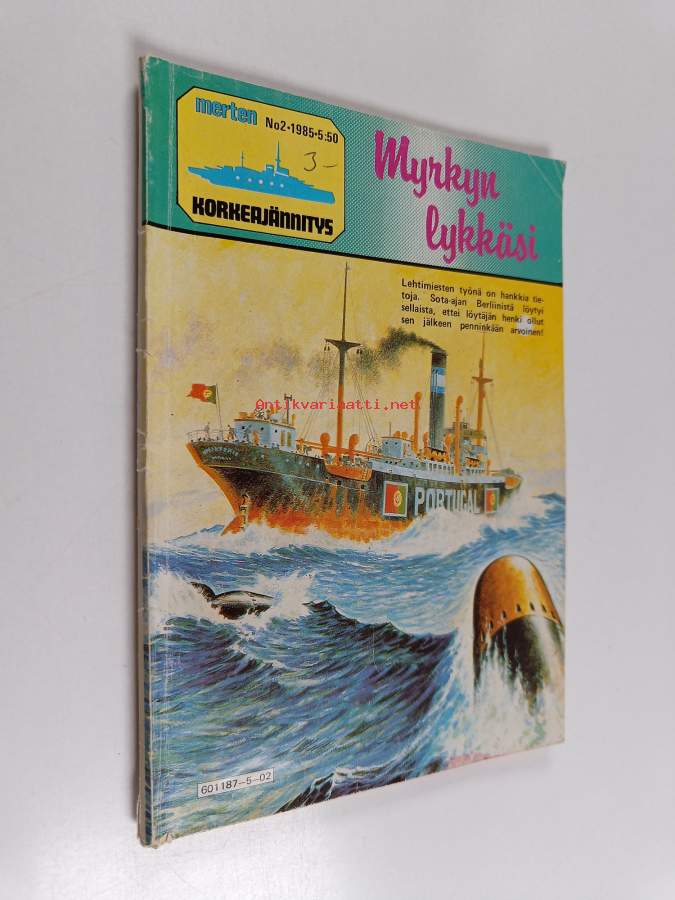 merten
No2•1985•5:50
3-
KORKEAJÄNNITYS
Myrkyn
lykkäsi
Lehtimiesten työnä on hankkia tie-
toja. Sota-ajan Berliinistä löytyi
sellaista, ettei löytäjän henki ollut
sen jälkeen penninkään arvoinen!
Antikvariaatti.net
PORTUGAL
601187-5-02